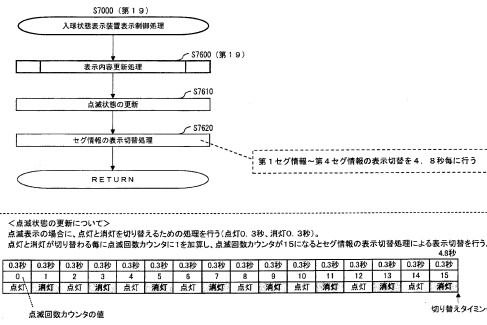 S7000（第１９）
入球状態表示装置表示制御処理
S7600（第１９）
表示内容更新処理
S7610
点滅状態の更新
S7620
セグ情報の表示切替処理
第１セグ情報～第４セグ情報の表示切替を４．８秒毎に行う
ＲＥＴＵＲＮ
＜点滅状態の更新について＞
点滅表示の場合に、点灯と消灯を切り替えるための処理を行う（点灯0.3秒、消灯0.3秒）。
点灯と消灯が切り替わる毎に点滅回数カウンタに1を加算し、点滅回数カウンタが15になるとセグ情報の表示切替処理による表示切替を行う
4.8秒
0.3秒 0.3秒 0.3秒 0.3秒 0.3秒 0.3秒 0.3秒 0.3秒 0.3秒 0.3秒 0.3秒 0.3秒 0.3秒 0.3秒 0.3秒 0.3秒
0 1 2 3 4 5 6 7 8 9 10 11 12 13 14 15
点灯 消灯 点灯 消灯 点灯 消灯 点灯 消灯 点灯 消灯 点灯 消灯 点灯 消灯 点灯 消灯
点滅回数カウンタの値
切り替えタイミン